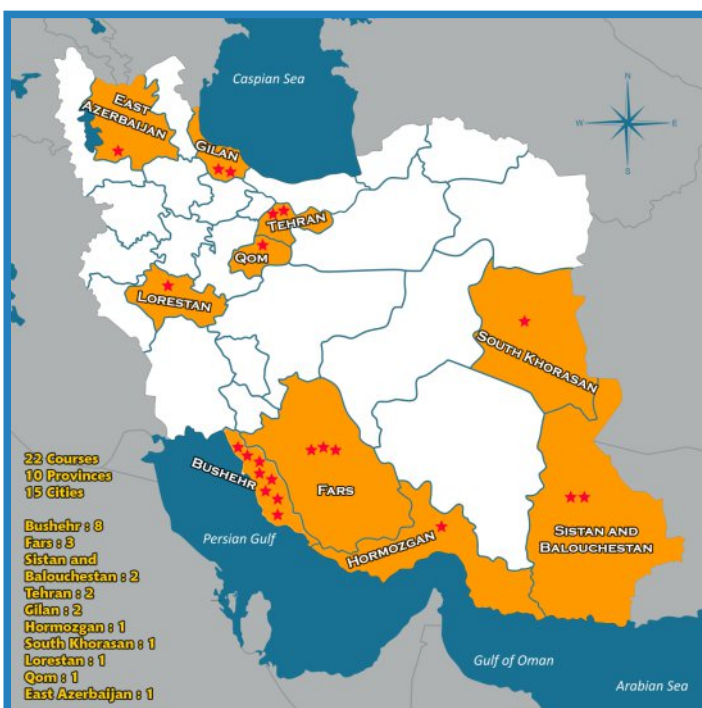 Caspian Sea
N
W
E
S
EAST
AZERBAIJAN
GILAN
TEHRAN
QOM
LORESTAN
SOUTH KHORASAN
BUSHEHR
FARS
HORMOZGAN
SISTAN AND
BALOUCHESTAN
Persian Gulf
Gulf of Oman
Arabian Sea
22 Courses
10 Provinces
15 Cities
Bushehr : 8
Fars : 3
Sistan and
Balouchestan : 2
Tehran : 2
Gilan : 2
Hormozgan : 1
South Khorasan : 1
Lorestan : 1
Qom : 1
East Azerbaijan : 1